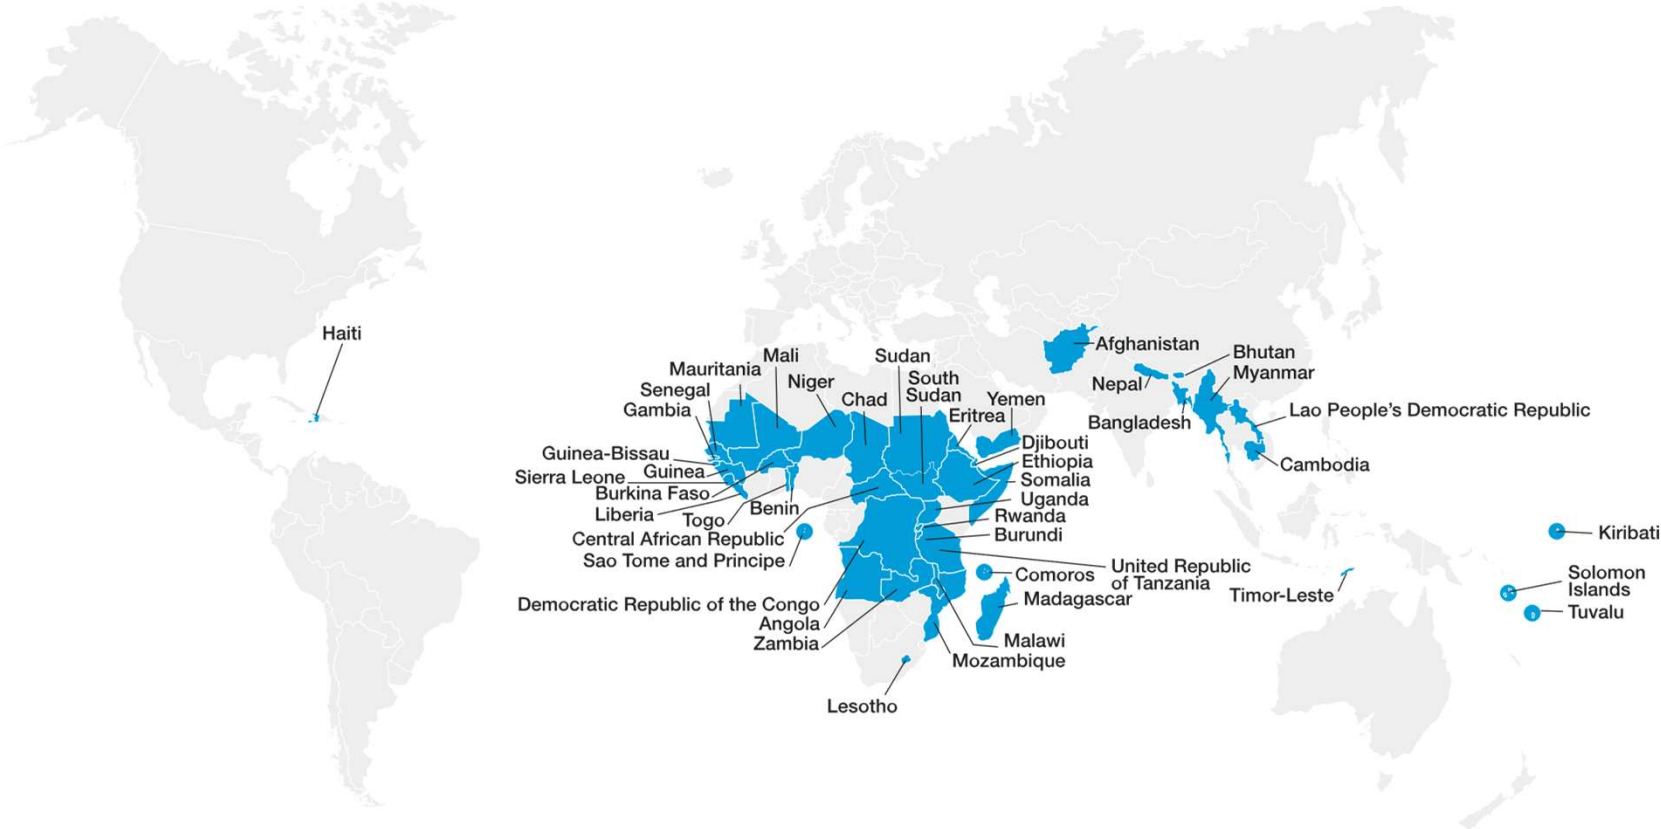 Haiti
Afghanistan
Bhutan
Nepal
Myanmar
Bangladesh
Lao People’s Democratic Republic
Cambodia
Mali
Sudan
Mauritania
Niger
South
Sudan
Senegal
Chad
Yemen
Gambia
Eritrea
Djibouti
Guinea-Bissau
Ethiopia
Guinea
Sierra Leone
Somalia
Burkina Faso
Uganda
Liberia
Benin
Togo
Rwanda
Central African Republic
Burundi
Sao Tome and Principe
United Republic
of Tanzania
Comoros
Madagascar
Democratic Republic of the Congo
Angola
Zambia
Malawi
Mozambique
Lesotho
Kiribati
Solomon
Islands
Timor-Leste
Tuvalu